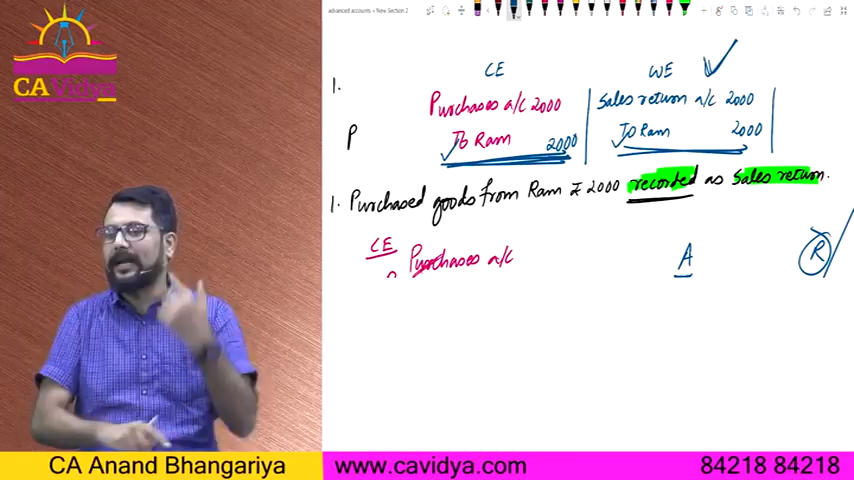 advanced accounts • New Section 2
CA Vidya
CE WE
1.
Purchases a/c 2000 Sales return a/c 2000
P To Ram 2000 To Ram 2000
1. Purchased goods from Ram ₹ 2000 recorded as Sales return.
CE
Purchases a/c A R
CA Anand Bhangariya www.cavidya.com 84218 84218